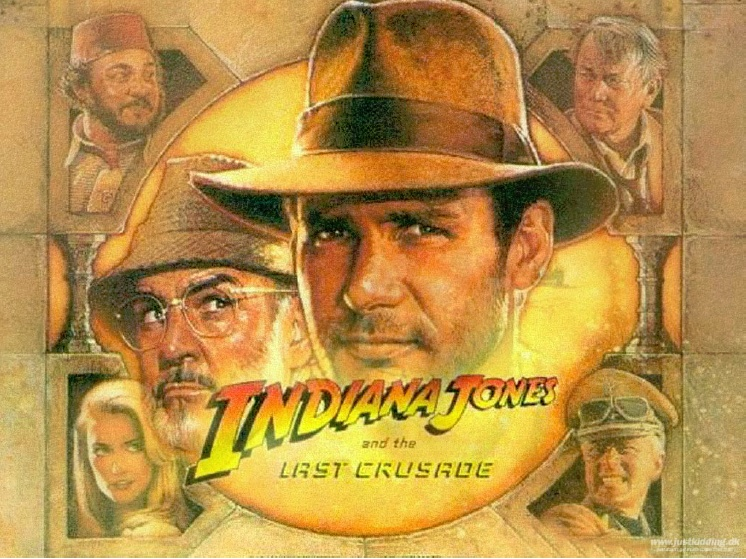 INDIANA JONES
and the
LAST CRUSADE
www.justkidding.dk